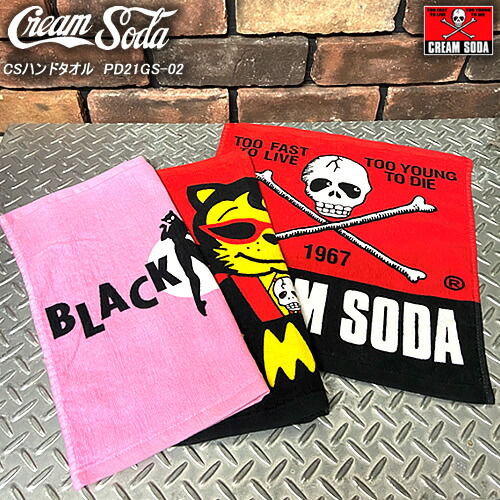 Cream Soda
CSハンドタオル PD21GS-02
TOO FAST TO LIVE
TOO YOUNG TO DIE
CREAM SODA
TOO FAST
TO LIVE
TOO YOUNG
TO DIE
1967
®
M SODA
BLACK
M